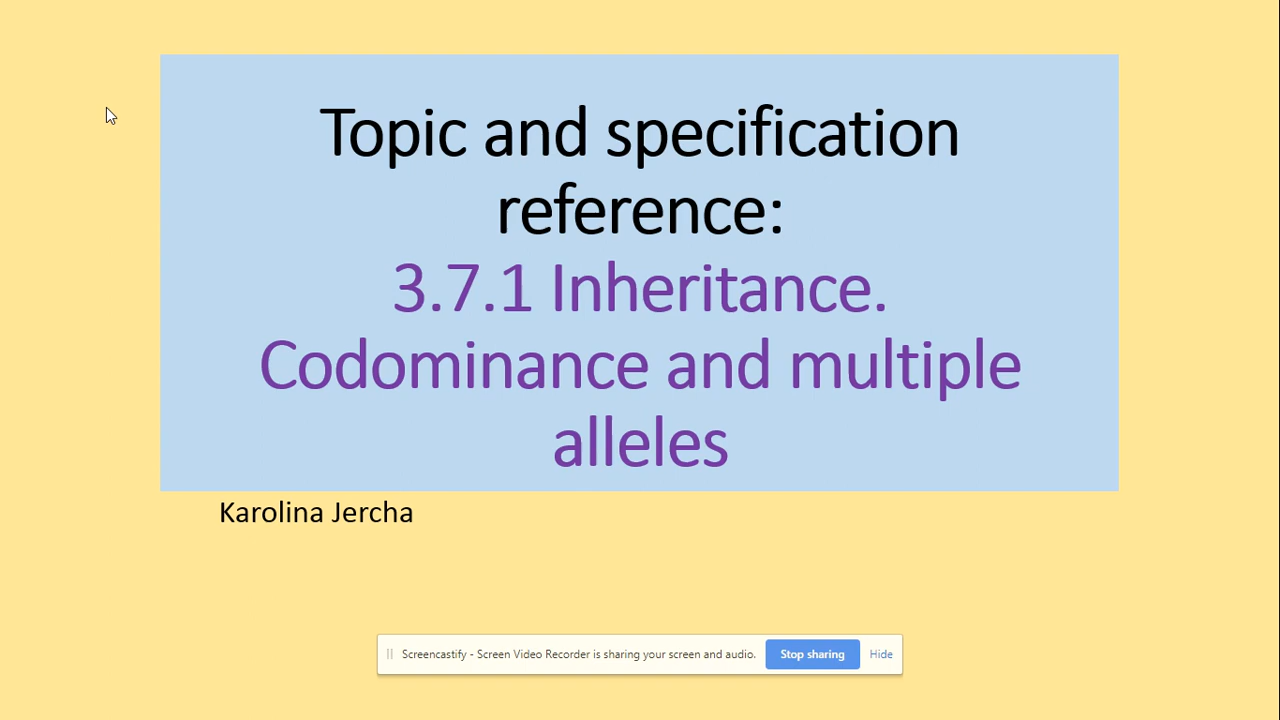 Topic and specification
reference:
3.7.1 Inheritance.
Codominance and multiple
alleles
Karolina Jercha
Screencastify - Screen Video Recorder is sharing your screen and audio. Stop sharing Hide